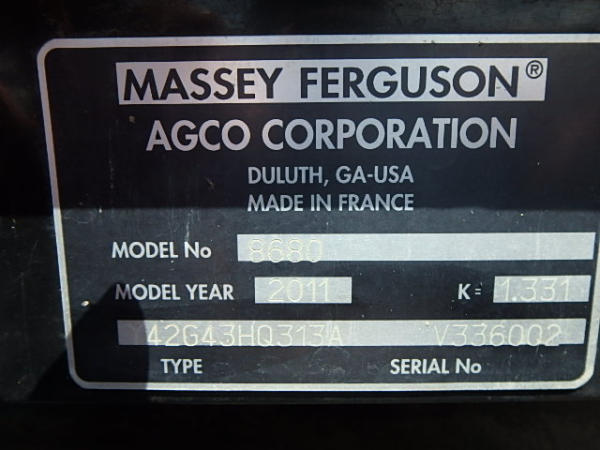 MASSEY FERGUSON®
AGCO CORPORATION
DULUTH, GA-USA
MADE IN FRANCE
MODEL No 8680
MODEL YEAR 2011 K= 1.331
42G43HQ313A V336002
TYPE SERIAL No